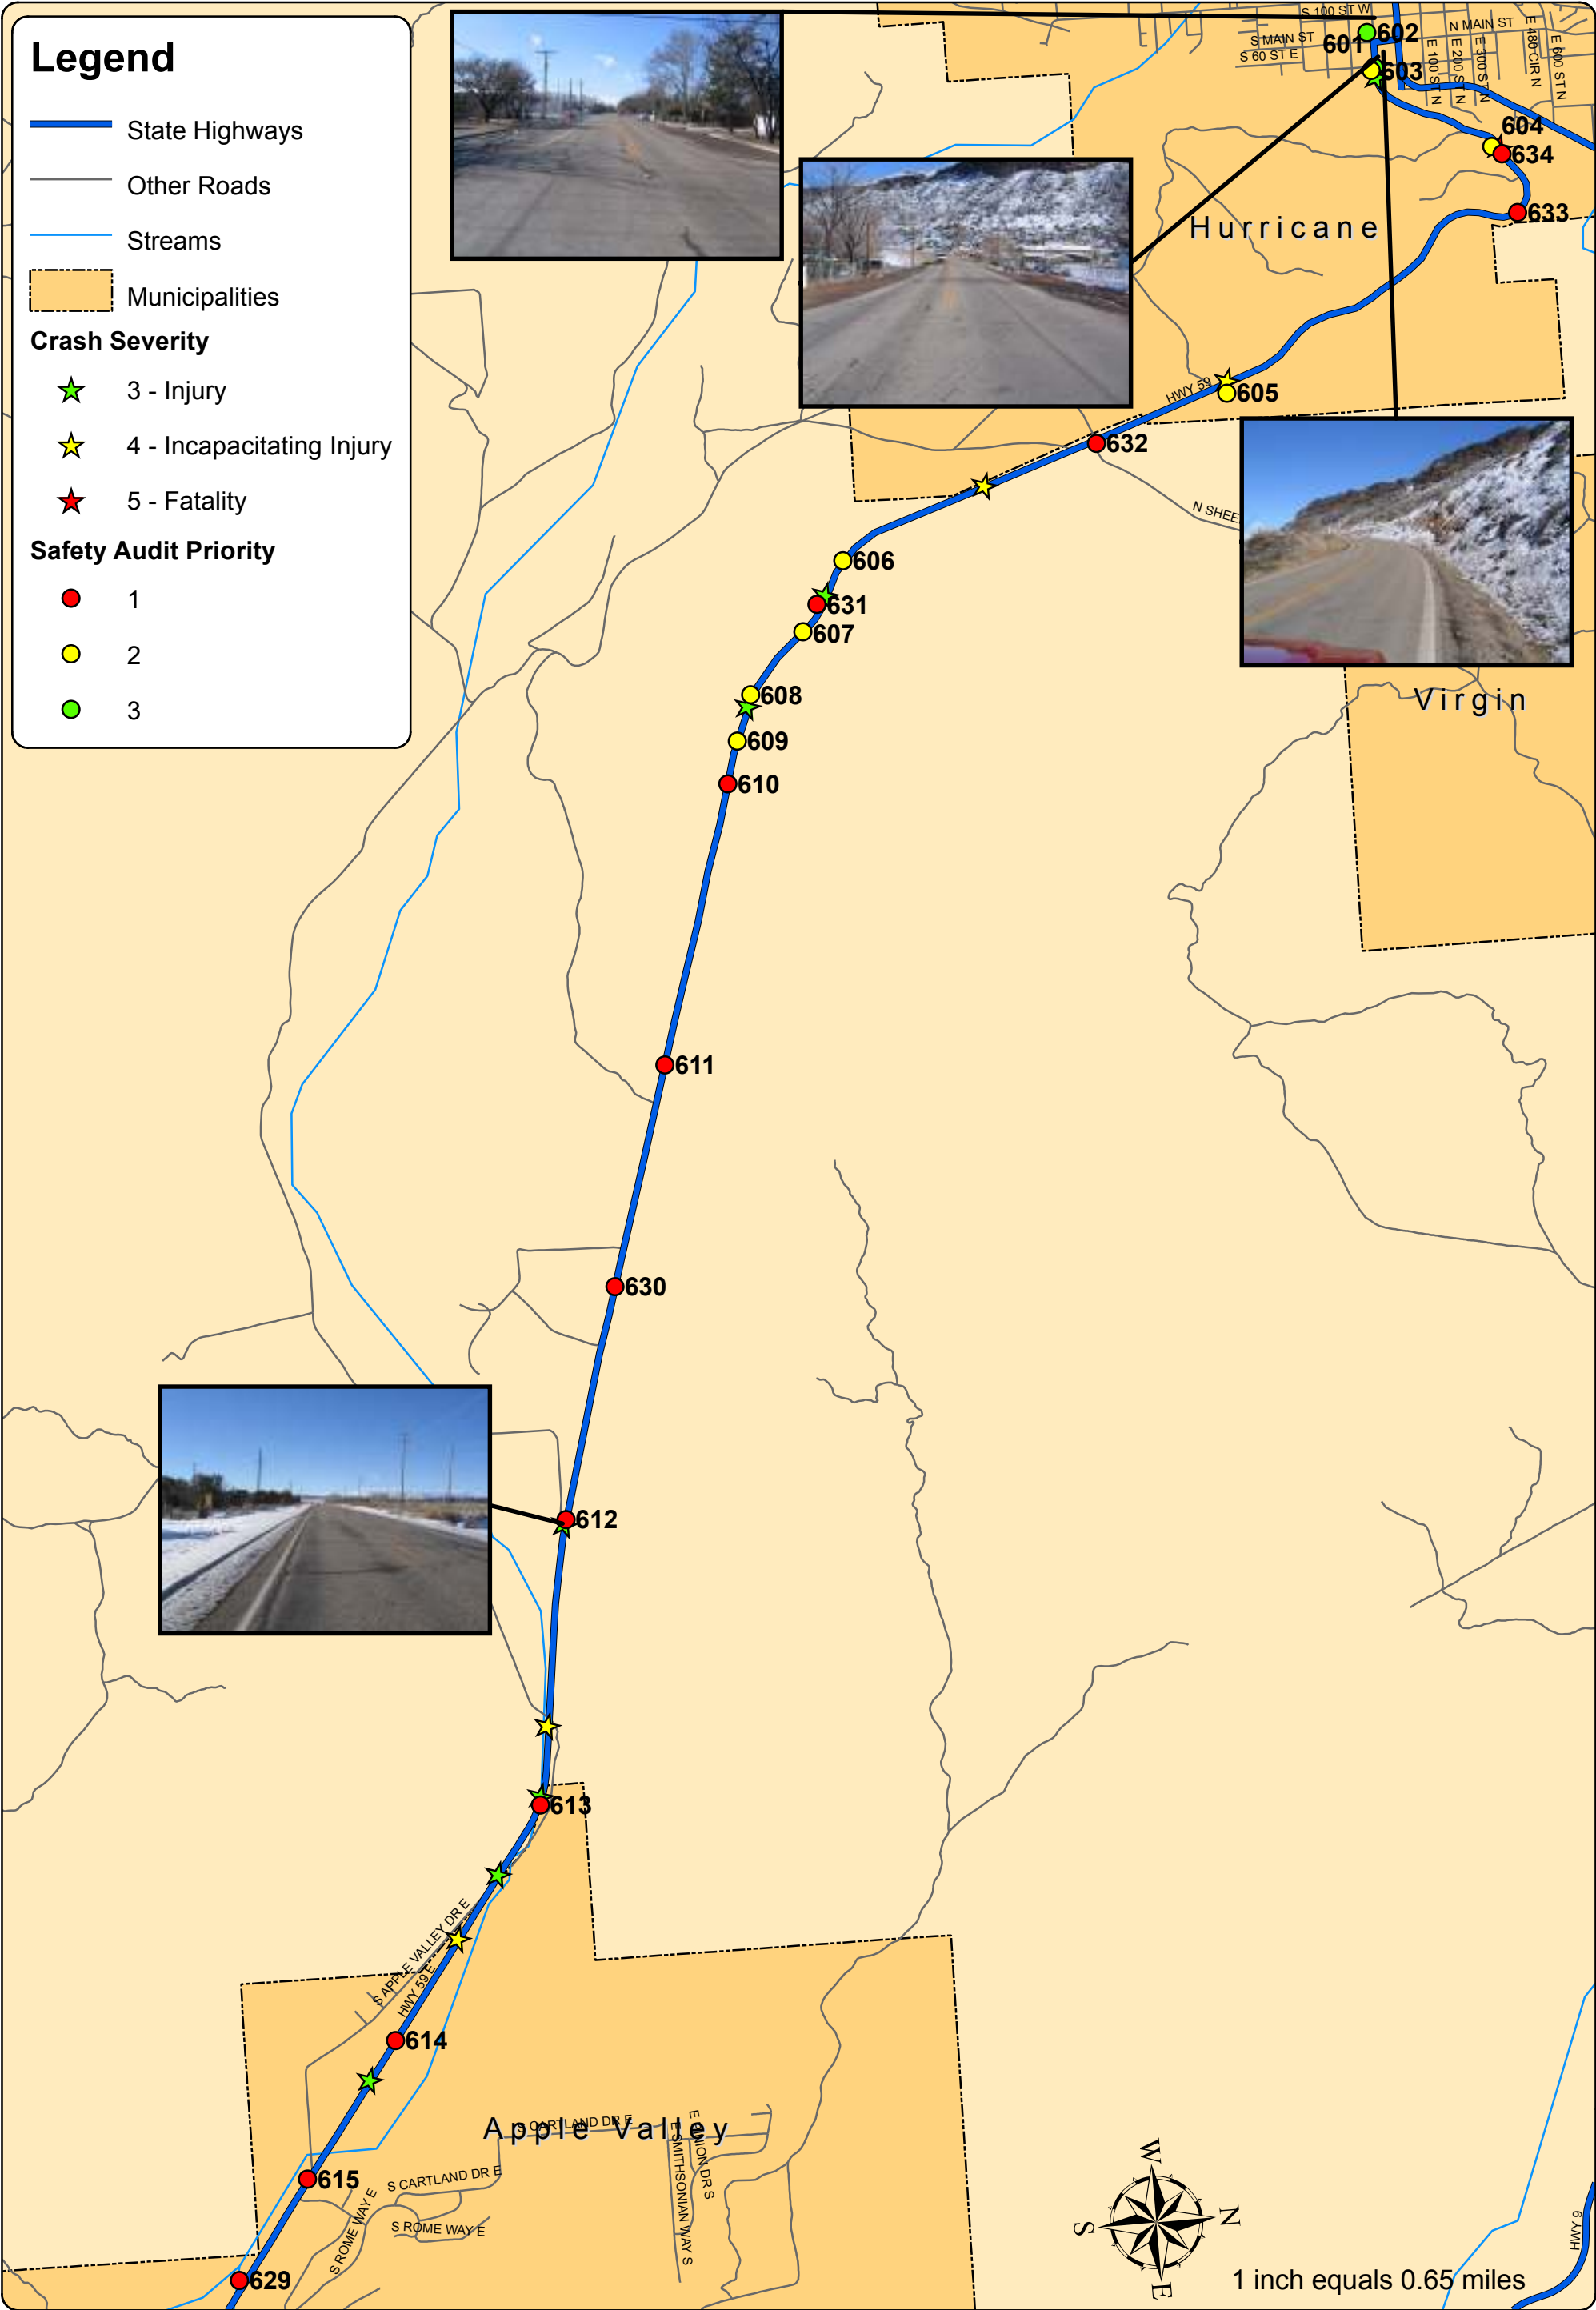 Legend
State Highways
Other Roads
Streams
Municipalities
Crash Severity
3 - Injury
4 - Incapacitating Injury
5 - Fatality
Safety Audit Priority
1
2
3
S 100 ST W
N MAIN ST
S MAIN ST
S 60 ST E
E 100 ST N
E 200 ST N
E 300 ST N
E 480 CIR N
E 600 ST N
601
602
603
604
634
633
Hurricane
HWY 59
605
632
N SHEE
606
631
607
608
609
610
Virgin
611
630
612
613
S APPLE VALLEY DR E
HWY 59 E
614
Apple Valley
S CARTLAND DR E
E SMITHSONIAN WAY S
615
S CARTLAND DR E
S ROME WAY E
S ROME WAY E
629
W
N
S
E
HWY 9
1 inch equals 0.65 miles